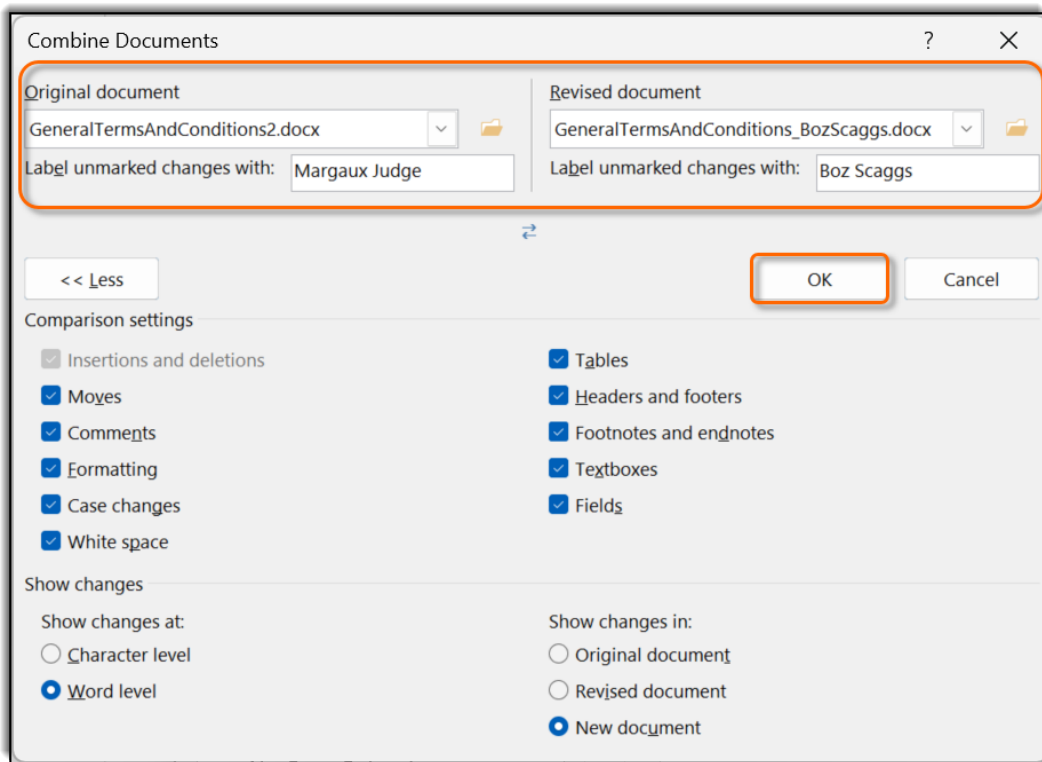 Combine Documents ? ×
Original document
GeneralTermsAndConditions2.docx
Label unmarked changes with: Margaux Judge
Revised document
GeneralTermsAndConditions_BozScaggs.docx
Label unmarked changes with: Boz Scaggs
<< Less
OK
Cancel
Comparison settings
Insertions and deletions
Moves
Comments
Formatting
Case changes
White space
Tables
Headers and footers
Footnotes and endnotes
Textboxes
Fields
Show changes
Show changes at:
Character level
Word level
Show changes in:
Original document
Revised document
New document